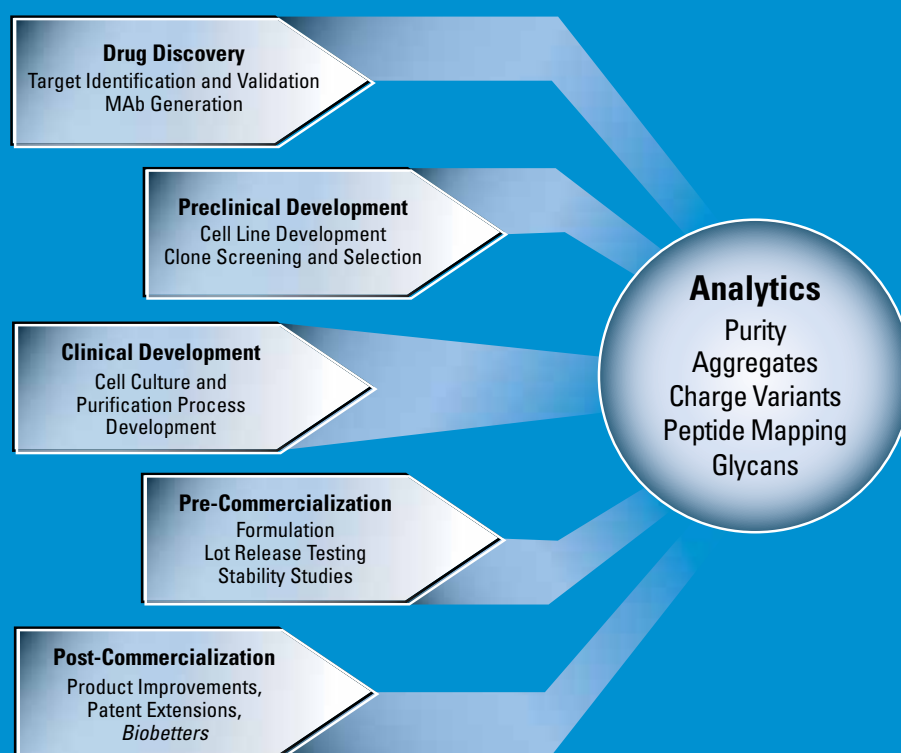 Drug Discovery
Target Identification and Validation
MAb Generation
Preclinical Development
Cell Line Development
Clone Screening and Selection
Clinical Development
Cell Culture and
Purification Process
Development
Pre-Commercialization
Formulation
Lot Release Testing
Stability Studies
Post-Commercialization
Product Improvements,
Patent Extensions,
Biobetters
Analytics
Purity
Aggregates
Charge Variants
Peptide Mapping
Glycans